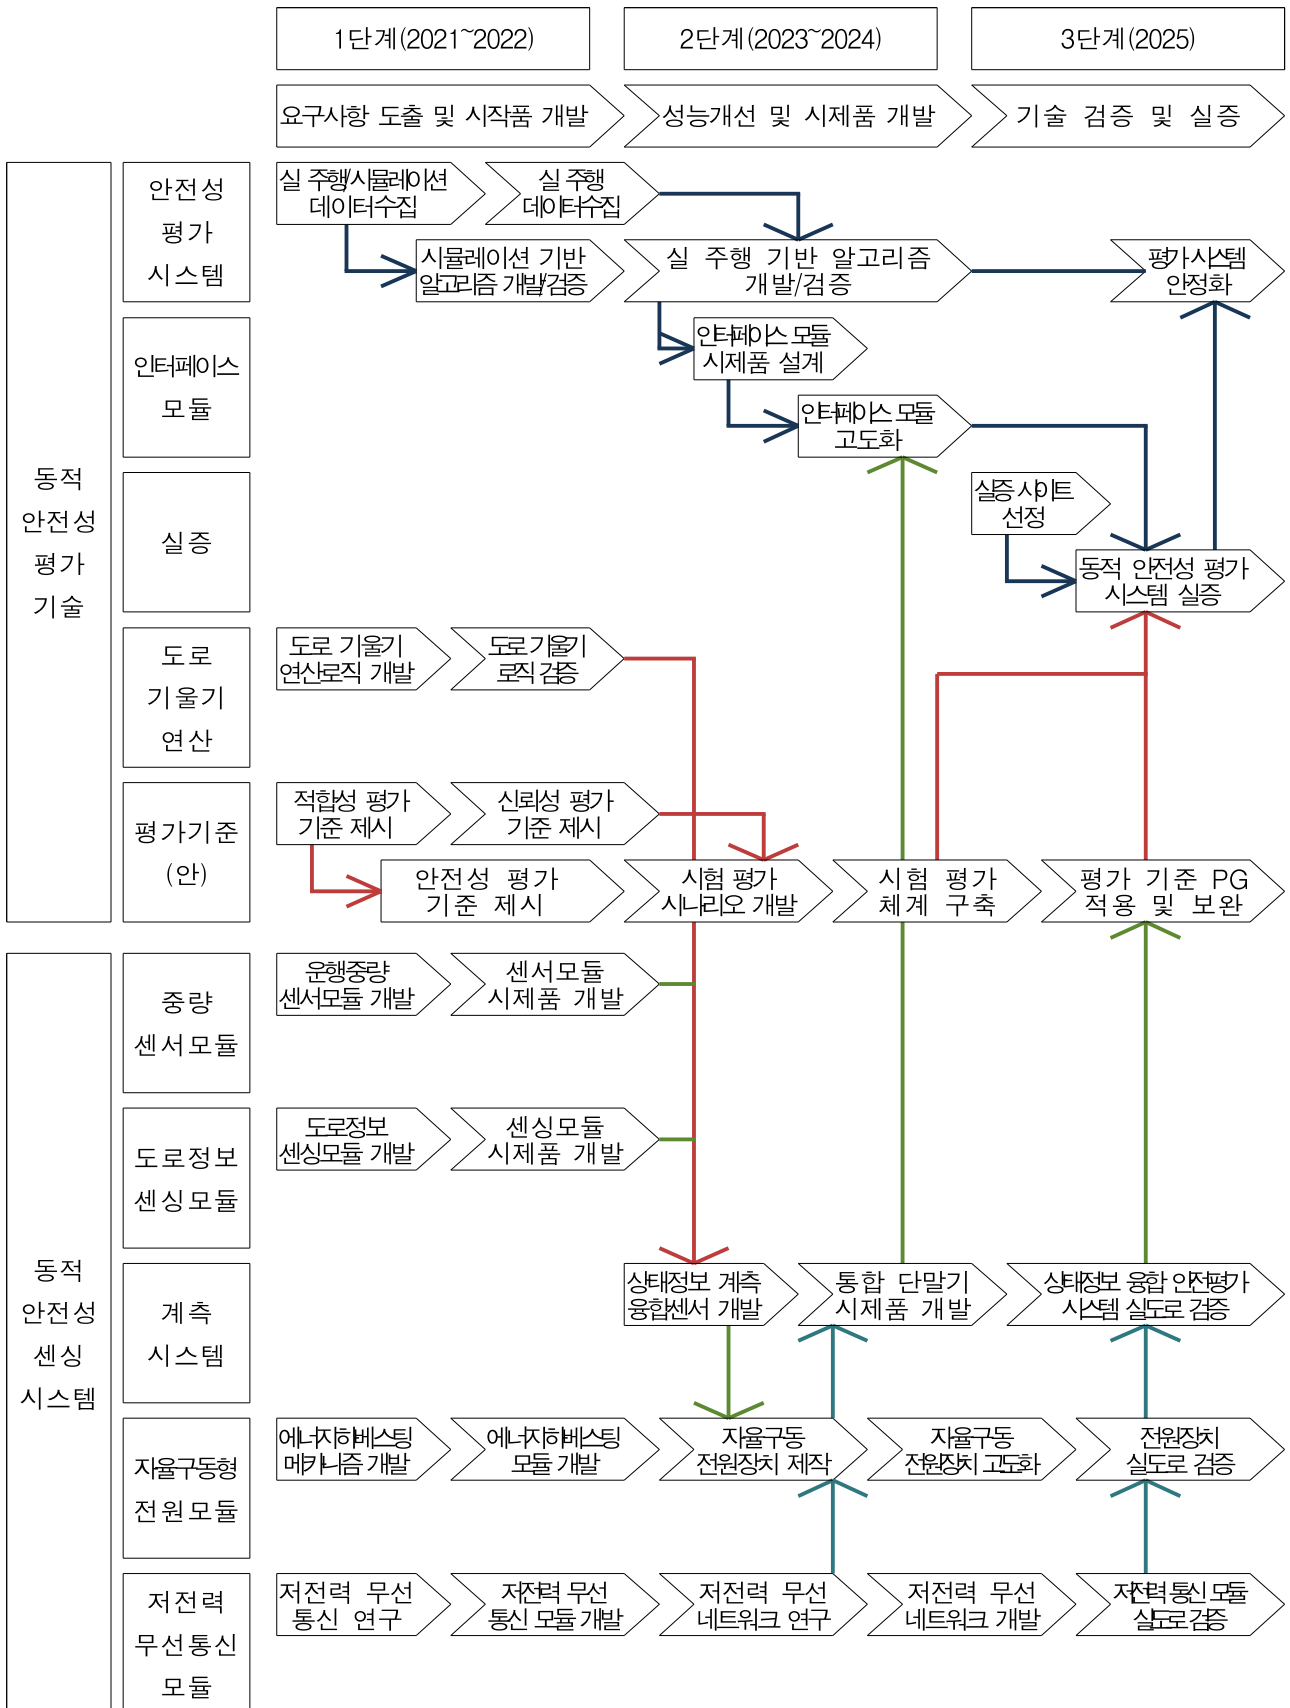 1단계(2021~2022)
2단계(2023~2024)
3단계(2025)
요구사항 도출 및 시작품 개발
성능개선 및 시제품 개발
기술 검증 및 실증
동적
안전성
평가
기술
안전성
평가
시스템
실 주행/시뮬레이션
데이터수집
실 주행
데이터수집
시뮬레이션 기반
알고리즘 개발/검증
실 주행 기반 알고리즘
개발/검증
평가시스템
안정화
인터페이스
모듈
인터페이스 모듈
시제품 설계
인터페이스 모듈
고도화
실증
실증사이트
선정
동적 안전성 평가
시스템 실증
도로
기울기
연산
도로 기울기
연산로직 개발
도로 기울기
로직 검증
평가기준
(안)
적합성 평가
기준 제시
신뢰성 평가
기준 제시
안전성 평가
기준 제시
시험 평가
시나리오 개발
시험 평가
체계 구축
평가 기준 PG
적용 및 보완
동적
안전성
센싱
시스템
중량
센서모듈
운행중량
센서모듈 개발
센서모듈
시제품 개발
도로정보
센싱모듈
도로정보
센싱모듈 개발
센싱모듈
시제품 개발
계측
시스템
상태정보 계측
융합센서 개발
통합 단말기
시제품 개발
상태정보 융합 안전평가
시스템 실도로 검증
자율구동형
전원모듈
에너지하베스팅
메카니즘 개발
에너지하베스팅
모듈 개발
자율구동
전원장치 제작
자율구동
전원장치 고도화
전원장치
실도로 검증
저전력
무선통신
모듈
저전력 무선
통신 연구
저전력 무선
통신 모듈 개발
저전력 무선
네트워크 연구
저전력 무선
네트워크 개발
저전력통신 모듈
실도로검증